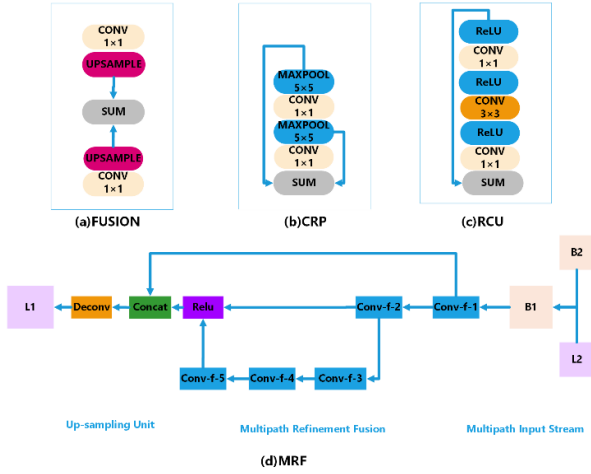 CONV
1×1
UPSAMPLE
SUM
UPSAMPLE
CONV
1×1
(a)FUSION
MAXPOOL
5×5
CONV
1×1
MAXPOOL
5×5
CONV
1×1
SUM
(b)CRP
ReLU
CONV
1×1
ReLU
CONV
3×3
ReLU
CONV
1×1
SUM
(c)RCU
B2
L1
Deconv
Concat
Relu
Conv-f-2
Conv-f-1
B1
L2
Conv-f-5
Conv-f-4
Conv-f-3
Up-sampling Unit
Multipath Refinement Fusion
Multipath Input Stream
(d)MRF